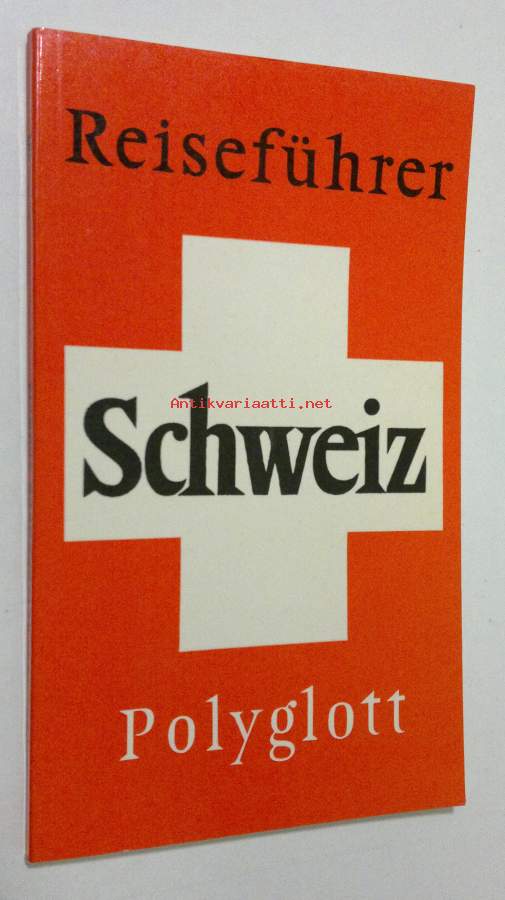 Reiseführer
Antikvariaatti.net
Schweiz
Polyglott